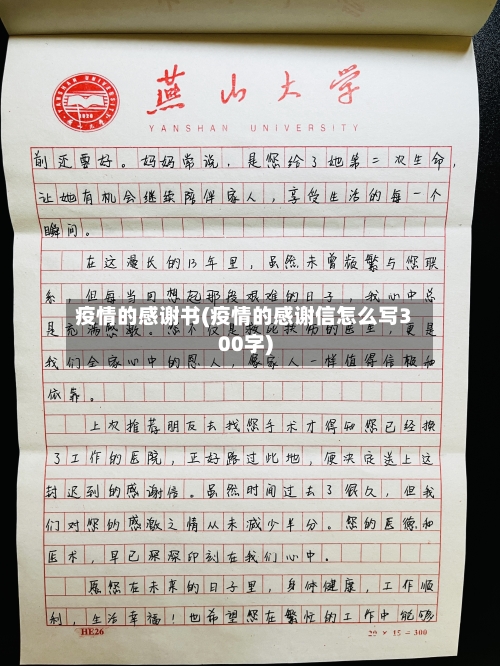 燕山大学
YANSHAN UNIVERSITY
前还要好。妈妈常说，是您给了她第二次生命，
让她有机会继续陪伴家人，享受生活的每一个
瞬间。
在这漫长的13年里，虽然未曾频繁与您联
系，但每当回想起那段艰难的日子，我心中总
是充满感激。您不仅是救死扶伤的医生，更是
疫情的感谢书(疫情的感谢信怎么写3
00字)
我们全家心中的恩人，像家人一样值得信赖和
依靠。
上次推荐朋友去找您手术才得知您已经换
了工作的医院，正好路过此地，便决定送上这
封迟到的感谢信。虽然时间过去了很久，但我
们对您的感激之情从未减少半分。您的医德和
医术，早已深深印刻在我们心中。
愿您在未来的日子里，身体健康，工作顺
利，生活幸福！也希望您在繁忙的工作中能够
HE26
20 × 15 = 300